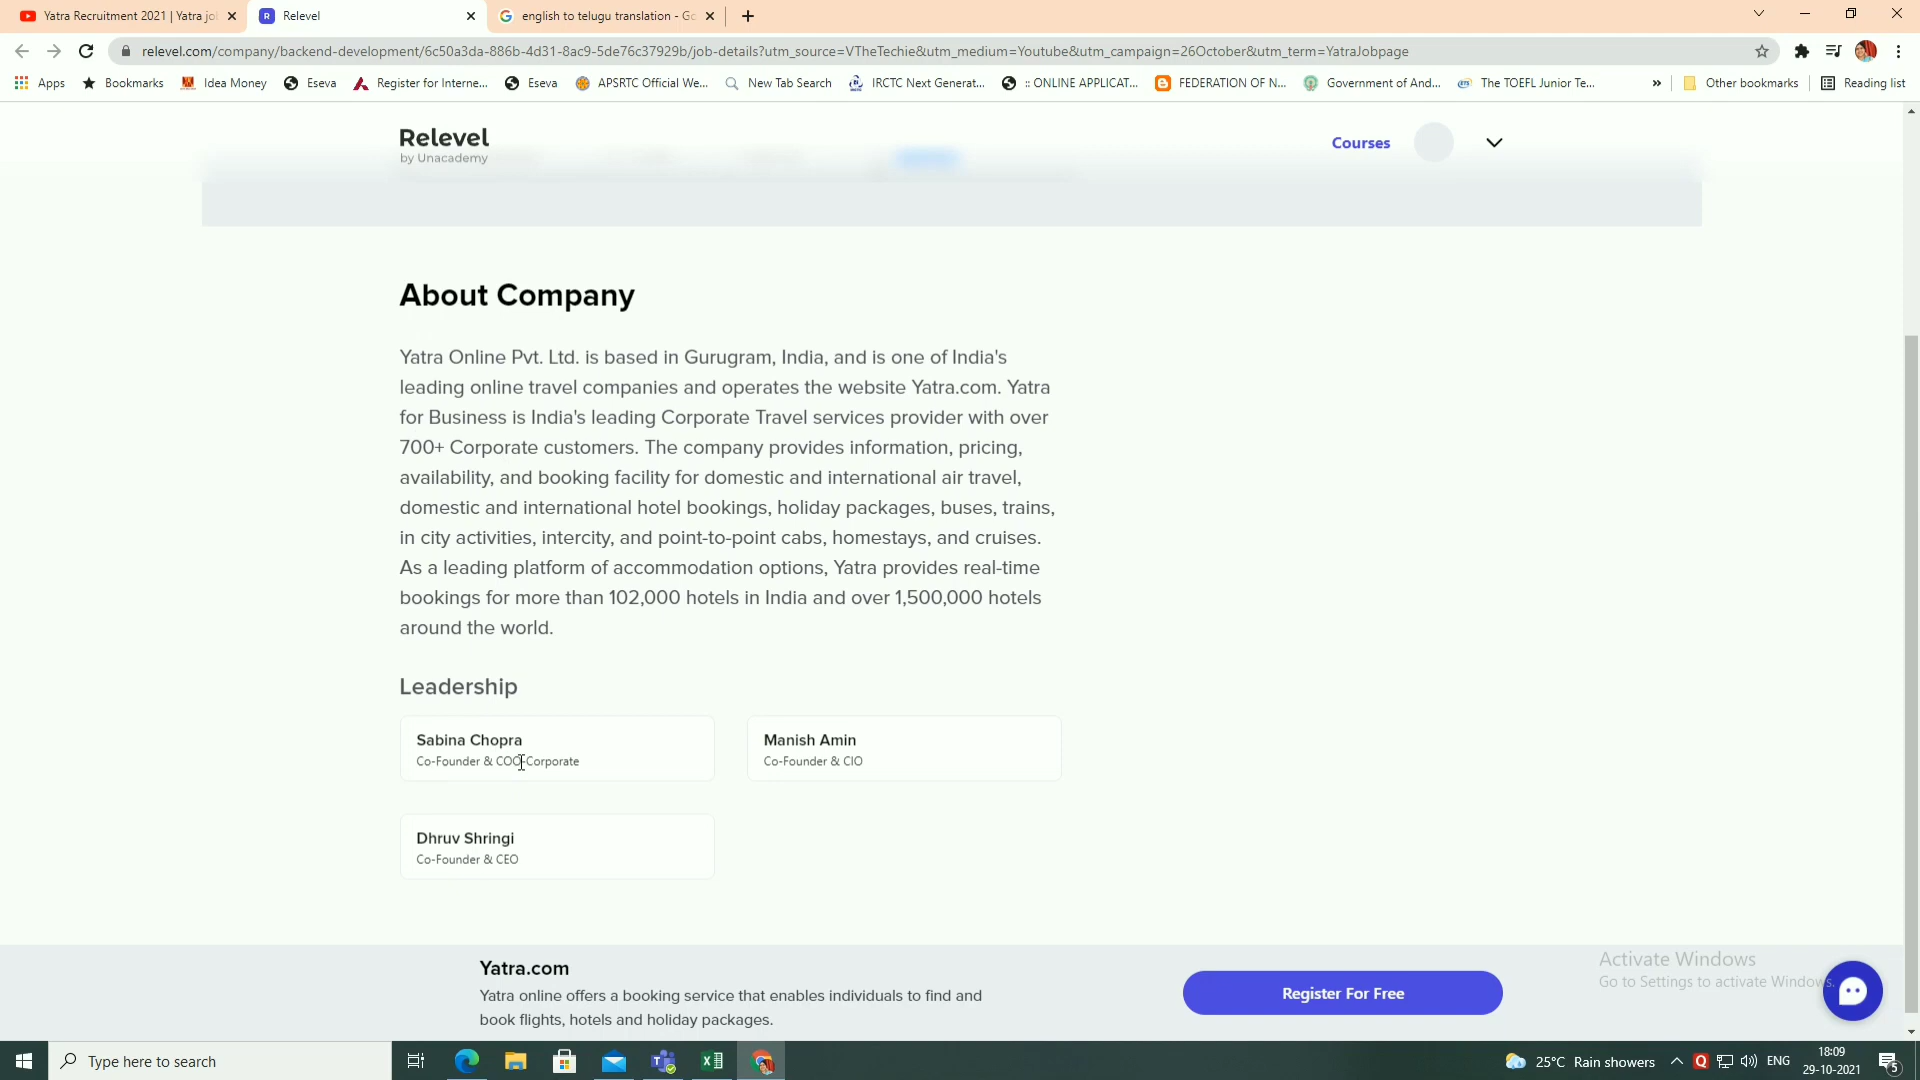 Yatra Recruitment 2021 | Yatra jo
Relevel
english to telugu translation - Go
relevel.com/company/backend-development/6c50a3da-886b-4d31-8ac9-5de76c37929b/job-details?utm_source=VTheTechie&utm_medium=Youtube&utm_campaign=26October&utm_term=YatraJobpage
Apps Bookmarks Idea Money Eseva Register for Interne... Eseva APSRTC Official We... New Tab Search IRCTC Next Generat... :: ONLINE APPLICAT... FEDERATION OF N... Government of And... The TOEFL Junior Te... » Other bookmarks Reading list
Relevel
by Unacademy
Courses
About Company
Yatra Online Pvt. Ltd. is based in Gurugram, India, and is one of India's
leading online travel companies and operates the website Yatra.com. Yatra
for Business is India's leading Corporate Travel services provider with over
700+ Corporate customers. The company provides information, pricing,
availability, and booking facility for domestic and international air travel,
domestic and international hotel bookings, holiday packages, buses, trains,
in city activities, intercity, and point-to-point cabs, homestays, and cruises.
As a leading platform of accommodation options, Yatra provides real-time
bookings for more than 102,000 hotels in India and over 1,500,000 hotels
around the world.
Leadership
Sabina Chopra
Co-Founder & COO-Corporate
Manish Amin
Co-Founder & CIO
Dhruv Shringi
Co-Founder & CEO
Yatra.com
Yatra online offers a booking service that enables individuals to find and
book flights, hotels and holiday packages.
Register For Free
Activate Windows
Go to Settings to activate Windows.
Type here to search
25°C Rain showers
ENG
18:09
29-10-2021
5